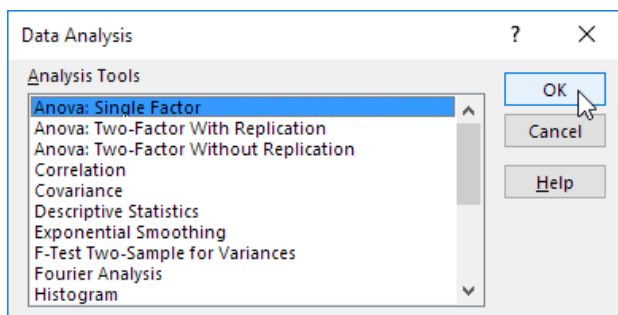 Data Analysis
?
Analysis Tools
Anova: Single Factor
Anova: Two-Factor With Replication
Anova: Two-Factor Without Replication
Correlation
Covariance
Descriptive Statistics
Exponential Smoothing
F-Test Two-Sample for Variances
Fourier Analysis
Histogram
OK
Cancel
Help